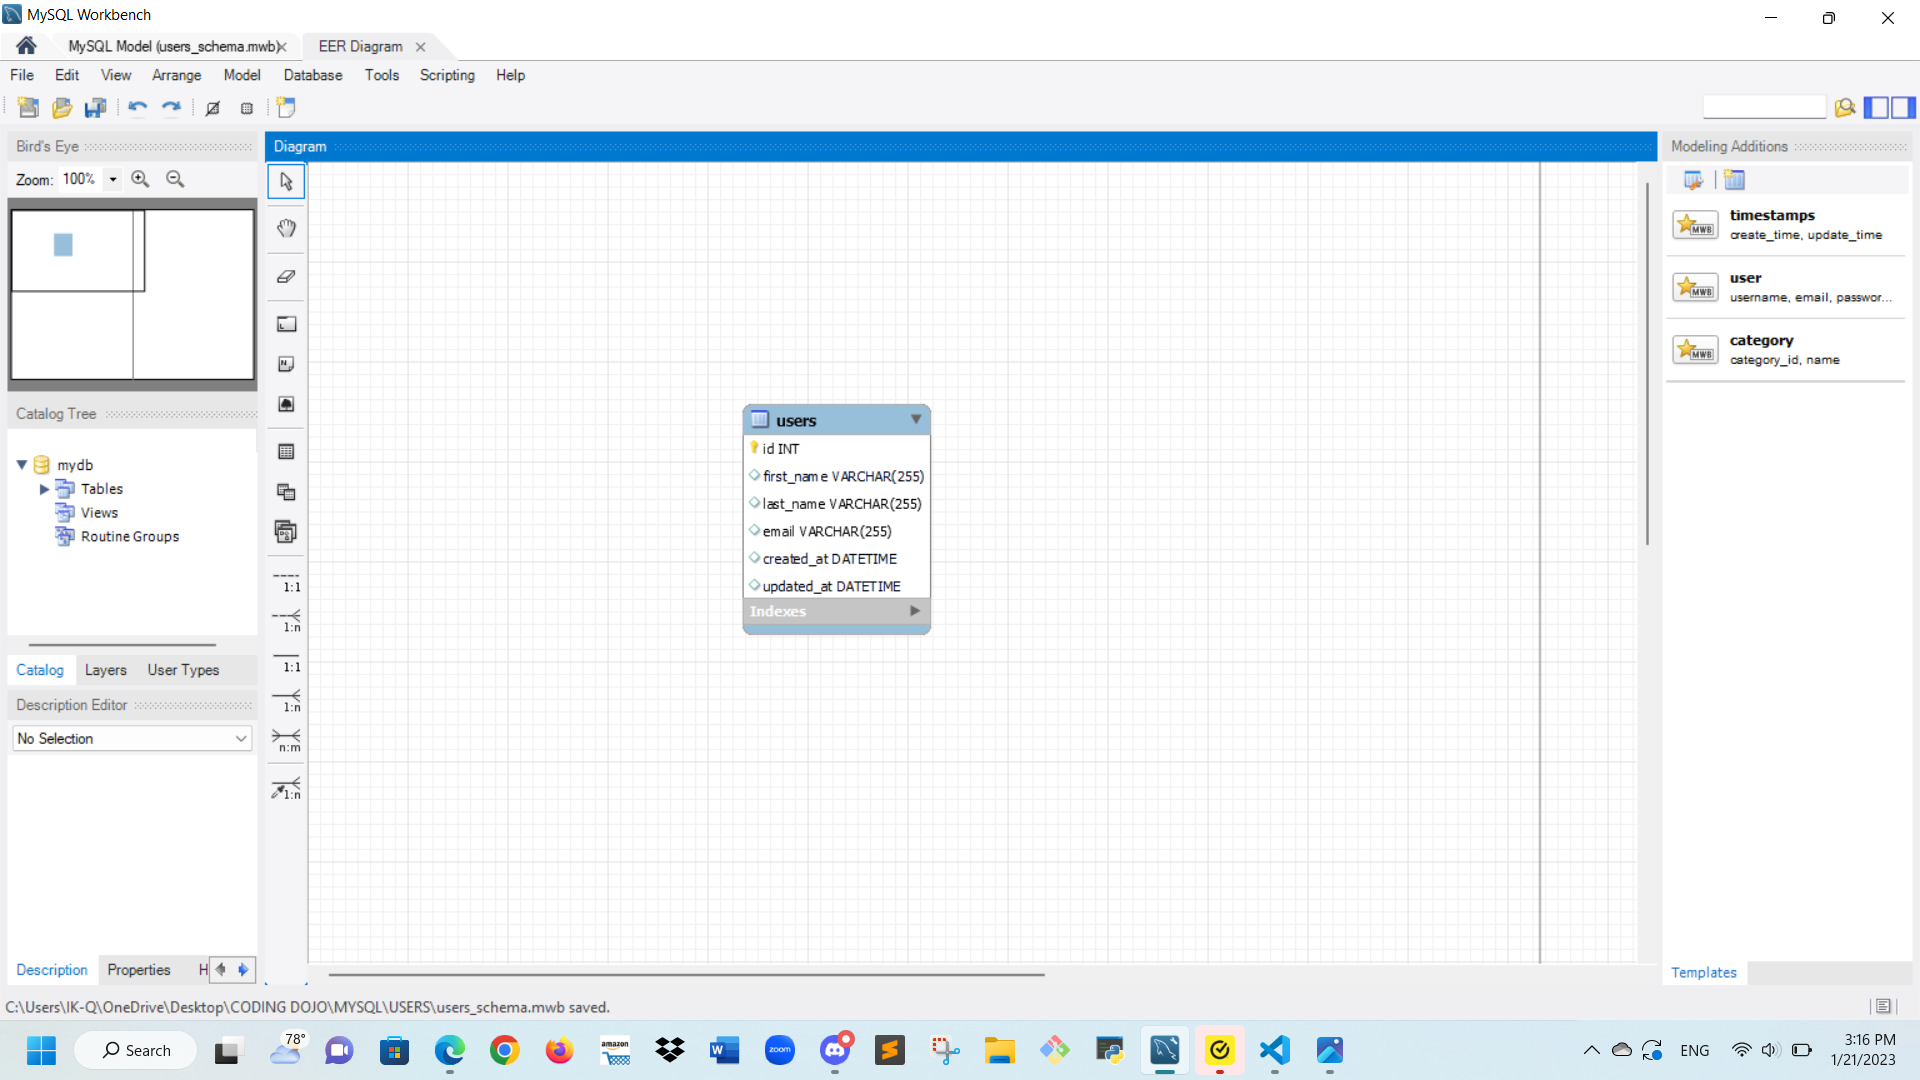 MySQL Workbench
MySQL Model (users_schema.mwb)
EER Diagram
File Edit View Arrange Model Database Tools Scripting Help
Bird's Eye
Zoom: 100%
Catalog Tree
mydb
Tables
Views
Routine Groups
Catalog Layers User Types
Description Editor
No Selection
Description Properties H
Diagram
1:1
1:n
1:1
1:n
n:m
1:n
users
id INT
first_name VARCHAR(255)
last_name VARCHAR(255)
email VARCHAR(255)
created_at DATETIME
updated_at DATETIME
Indexes
Modeling Additions
MWB
timestamps
create_time, update_time
MWB
user
username, email, passwor...
MWB
category
category_id, name
Templates
C:\Users\IK-Q\OneDrive\Desktop\CODING DOJO\MYSQL\USERS\users_schema.mwb saved.
Search
78°
amazon
W
zoom
ENG
3:16 PM
1/21/2023